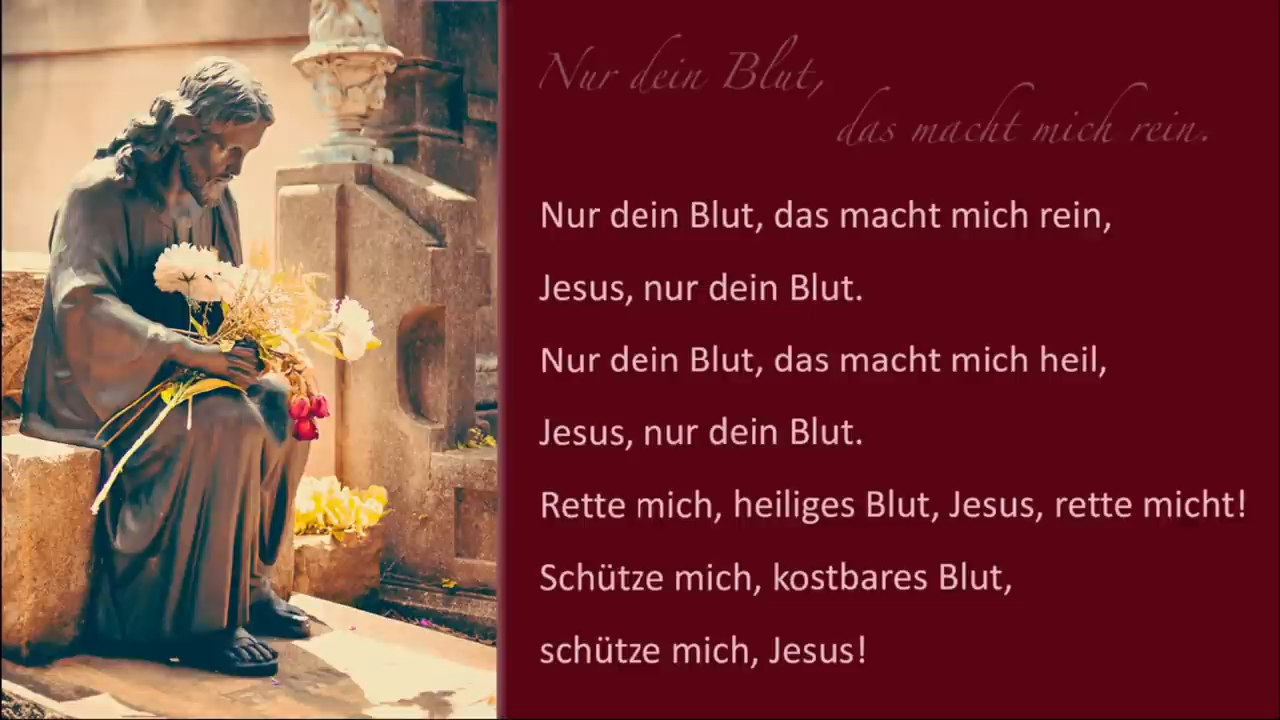 Nur dein Blut,
das macht mich rein.
Nur dein Blut, das macht mich rein,
Jesus, nur dein Blut.
Nur dein Blut, das macht mich heil,
Jesus, nur dein Blut.
Rette mich, heiliges Blut, Jesus, rette micht!
Schütze mich, kostbares Blut,
schütze mich, Jesus!